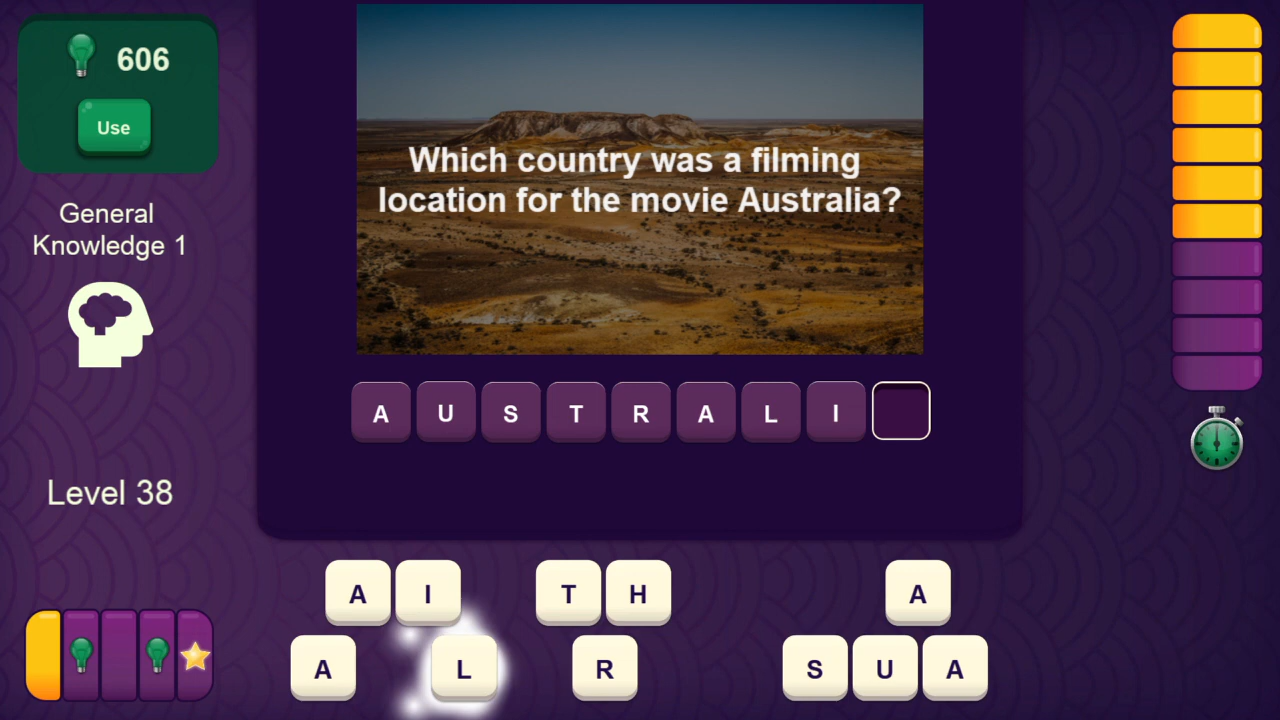 606
Use
General
Knowledge 1
Level 38
Which country was a filming
location for the movie Australia?
A U S T R A L I
A I T H A
A L R S U A